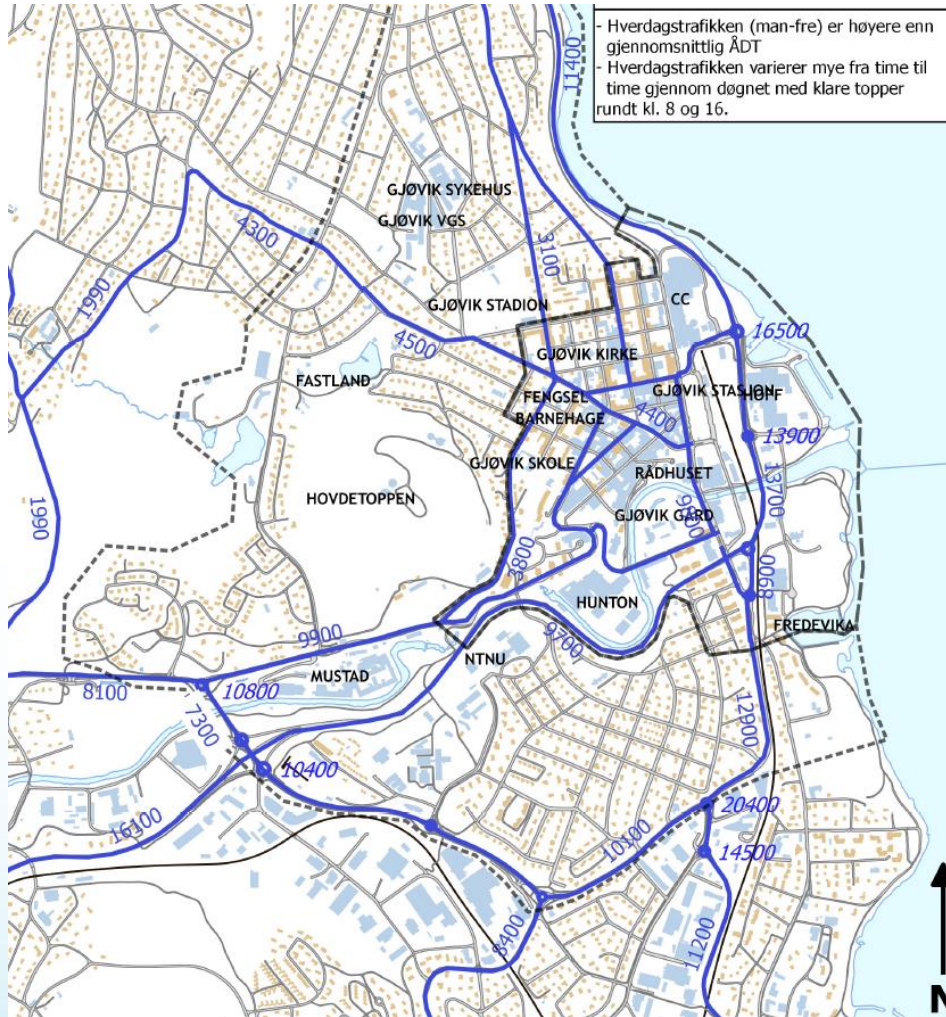 - Hverdagstrafikken (man-fre) er høyere enn
gjennomsnittlig ÅDT
- Hverdagstrafikken varierer mye fra time til
time gjennom døgnet med klare topper
rundt kl. 8 og 16.
11400
GJØVIK SYKEHUS
GJØVIK VGS
4300
3100
1990
GJØVIK STADION
CC
16500
4500
GJØVIK KIRKE
FASTLAND
FENGSEL
GJØVIK STASJON
HOFF
BARNEHAGE
4400
13900
GJØVIK SKOLE
RÅDHUSET
13700
HOVDETOPPEN
1990
GJØVIK GÅRD
3800
8900
HUNTON
FREDEVIKA
9900
9700
NTNU
MUSTAD
8100
10800
7300
12900
10400
16100
20400
10100
14500
8400
11200
N